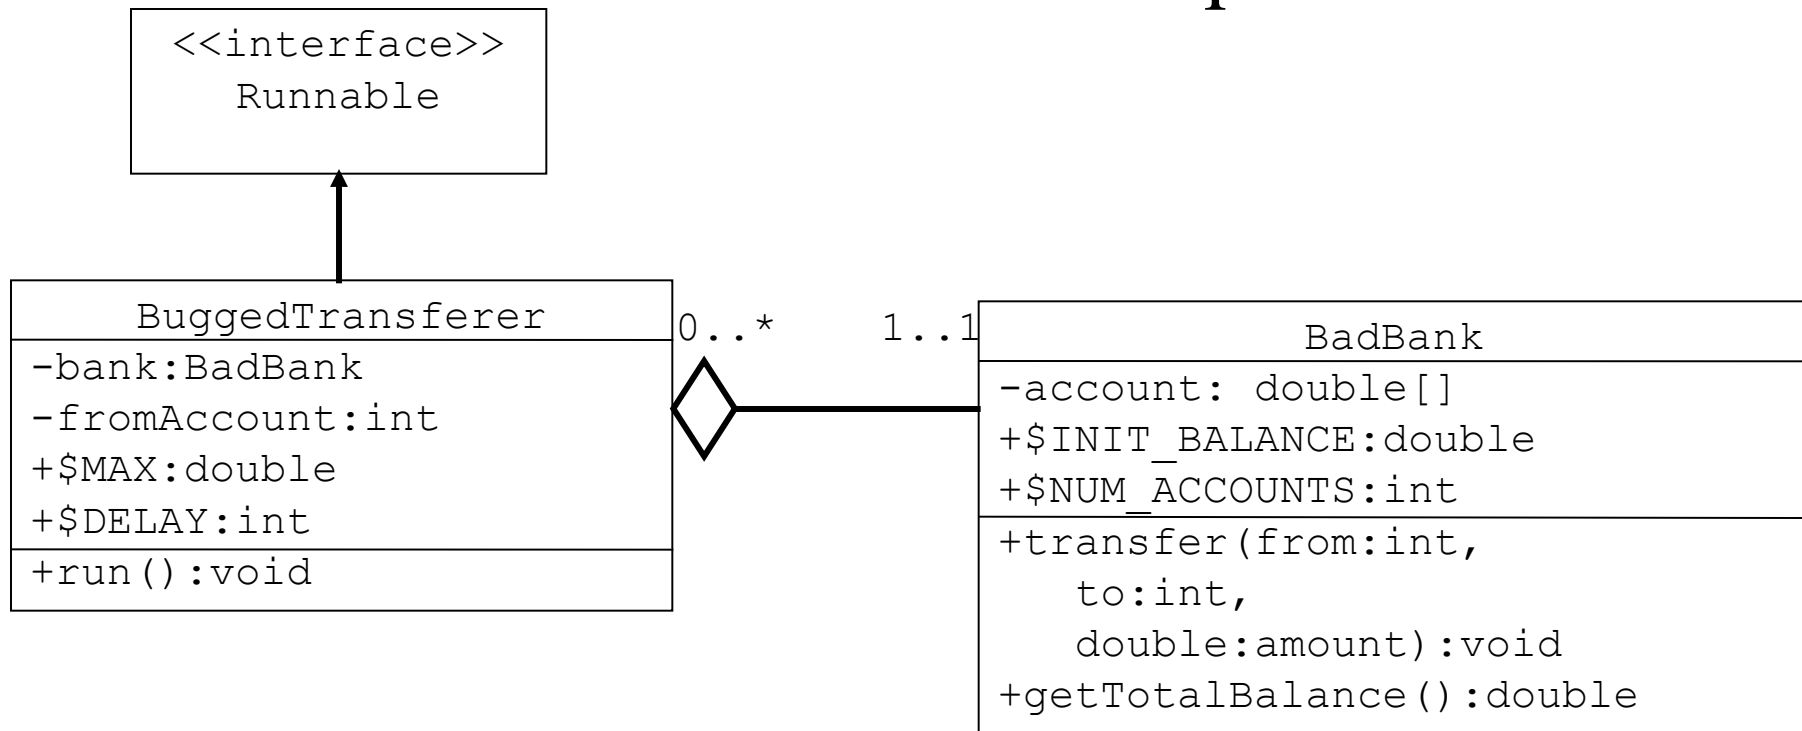 <<interface>>
Runnable
BuggedTransferer
-bank:BadBank
-fromAccount:int
+$MAX:double
+$DELAY:int
+run():void
0..*
1..1
BadBank
-account: double[]
+$INIT_BALANCE:double
+$NUM_ACCOUNTS:int
+transfer(from:int,
to:int,
double:amount):void
+getTotalBalance():double